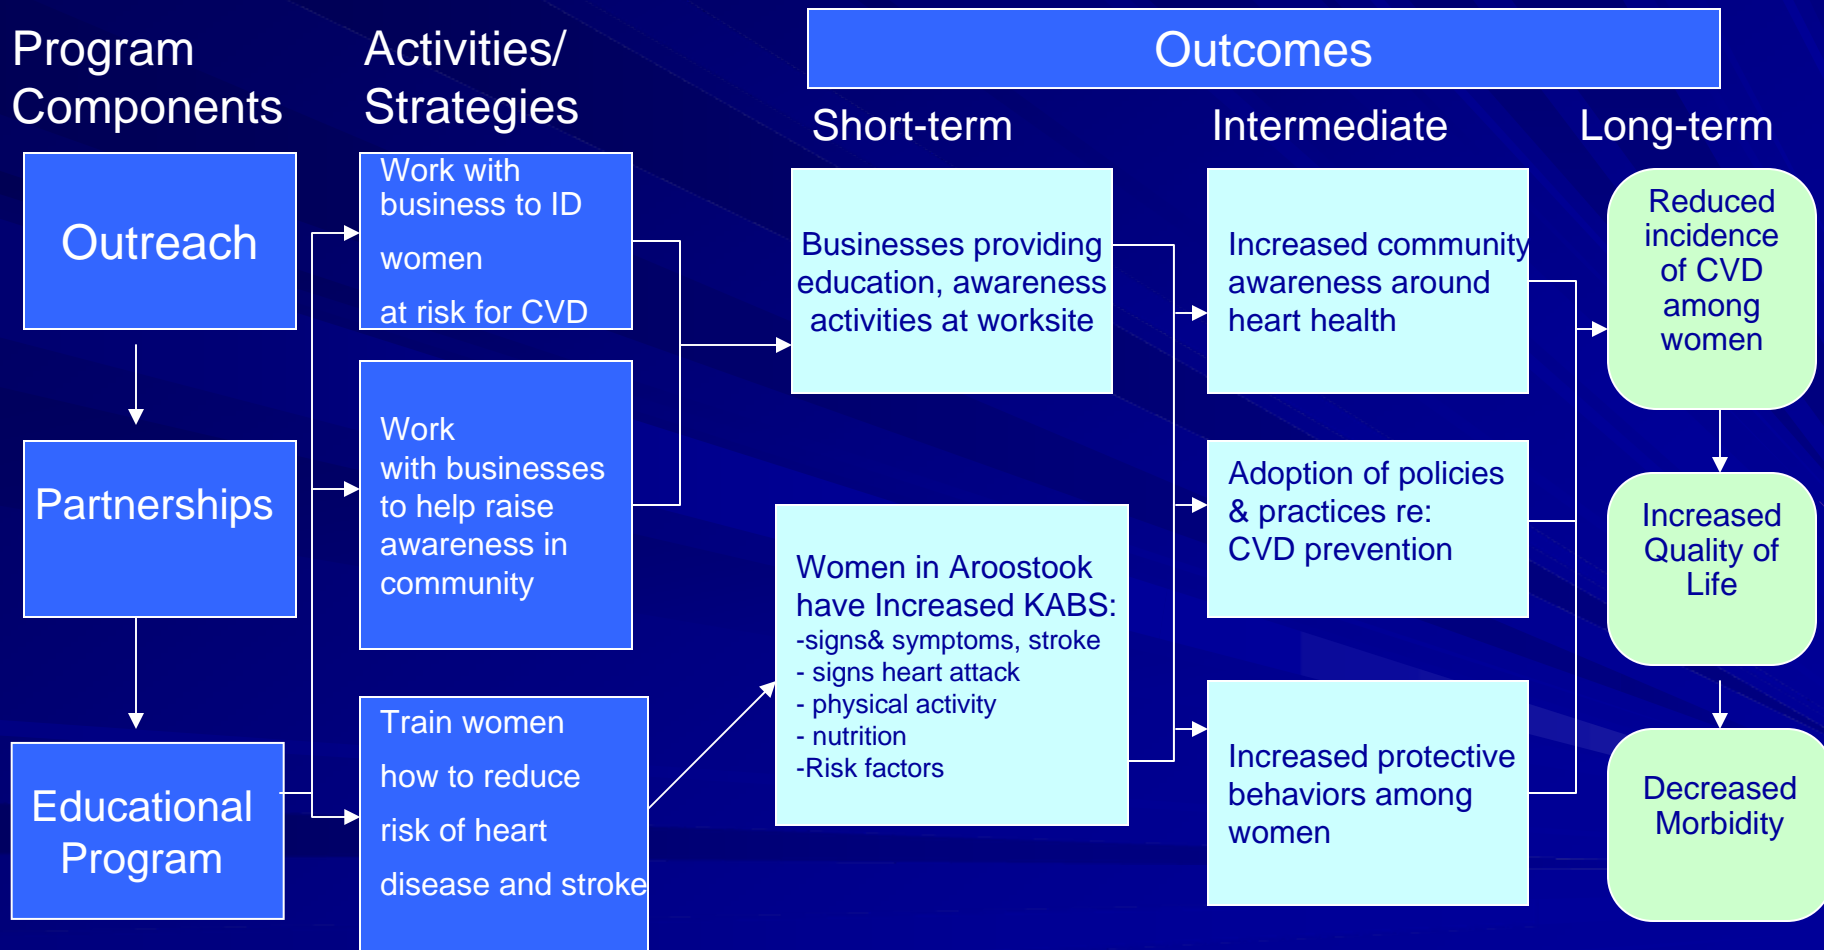 Program
Components
Activities/
Strategies
Outcomes
Short-term
Intermediate
Long-term
Outreach
Partnerships
Educational
Program
Work with
business to ID
women
at risk for CVD
Work
with businesses
to help raise
awareness in
community
Train women
how to reduce
risk of heart
disease and stroke
Businesses providing
education, awareness
activities at worksite
Women in Aroostook
have Increased KABS:
-signs& symptoms, stroke
- signs heart attack
- physical activity
- nutrition
-Risk factors
Increased community
awareness around
heart health
Adoption of policies
& practices re:
CVD prevention
Increased protective
behaviors among
women
Reduced
incidence
of CVD
among
women
Increased
Quality of
Life
Decreased
Morbidity